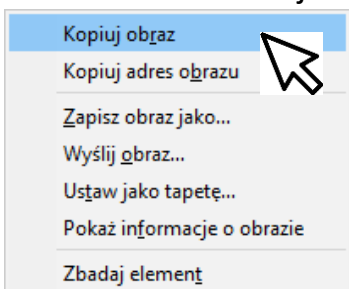 Kopiuj obraz
Kopiuj adres obrazu
Zapisz obraz jako...
Wyślij obraz...
Ustaw jako tapetę...
Pokaż informacje o obrazie
Zbadaj element